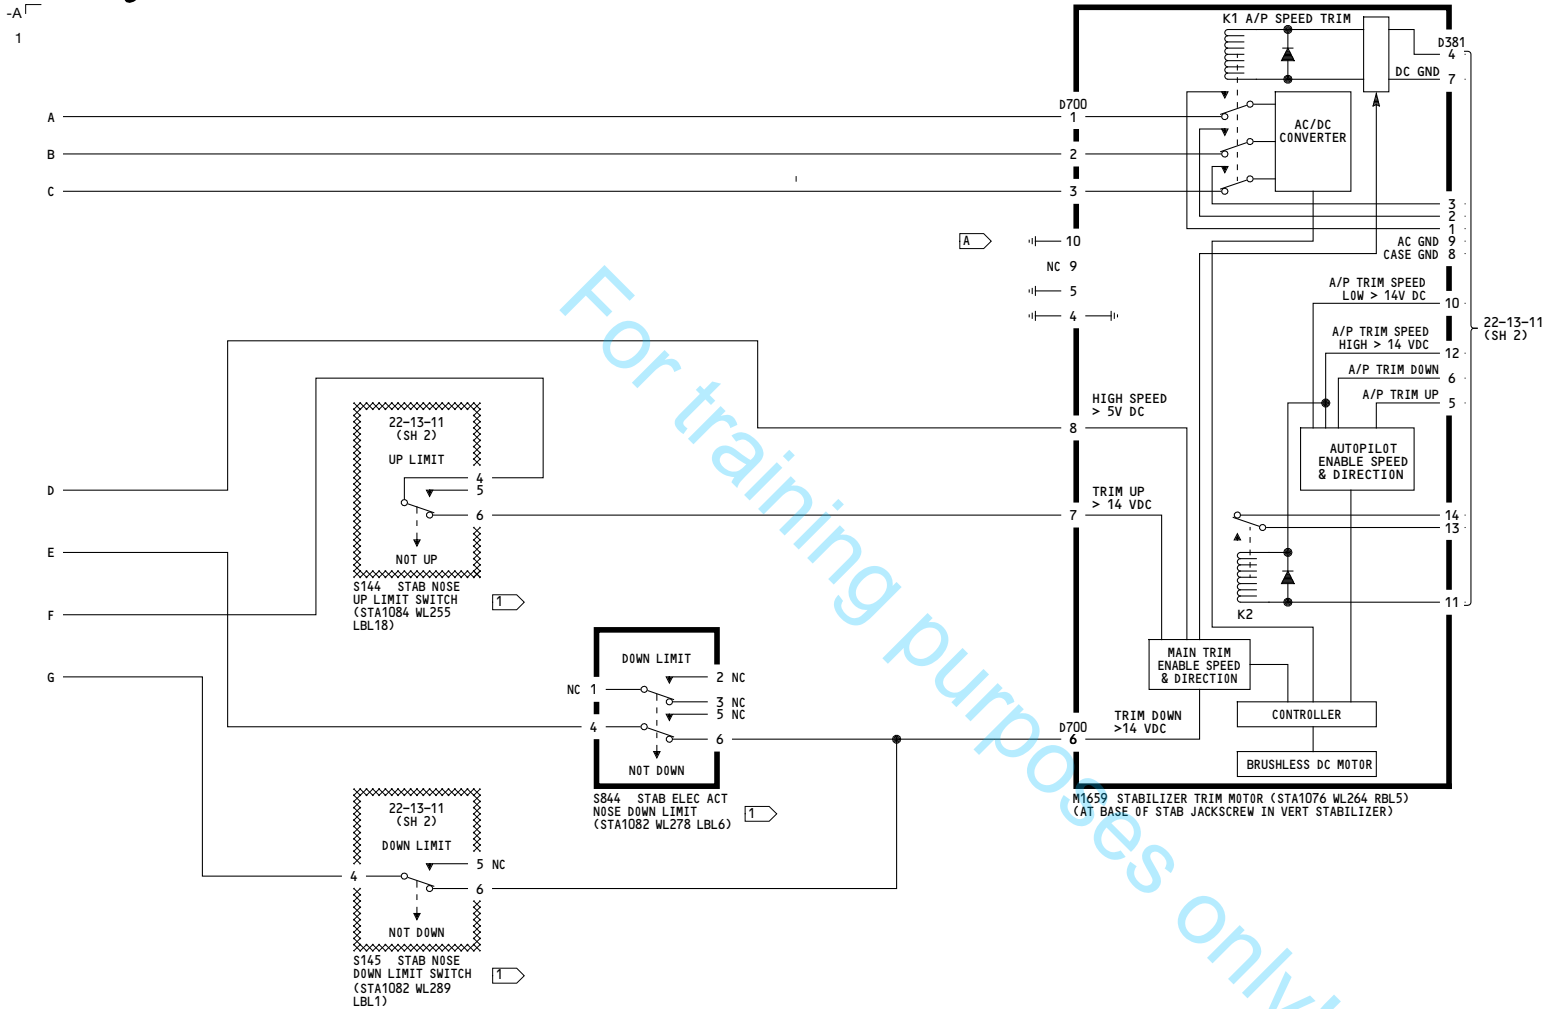 -A
1
A
B
C
D
E
F
G
A
K1 A/P SPEED TRIM
D381
4
DC GND 7
D700
1
2
3
AC/DC
CONVERTER
3
2
1
AC GND 9
CASE GND 8
10
NC 9
5
4
A/P TRIM SPEED
LOW > 14V DC
10
A/P TRIM SPEED
HIGH > 14 VDC
12
A/P TRIM DOWN
6
A/P TRIM UP
5
22-13-11
(SH 2)
HIGH SPEED
> 5V DC
8
TRIM UP
> 14 VDC
7
AUTOPILOT
ENABLE SPEED
& DIRECTION
14
13
11
K2
MAIN TRIM
ENABLE SPEED
& DIRECTION
D700
6
TRIM DOWN
>14 VDC
CONTROLLER
BRUSHLESS DC MOTOR
M1659 STABILIZER TRIM MOTOR (STA1076 WL264 RBL5)
(AT BASE OF STAB JACKSCREW IN VERT STABILIZER)
22-13-11
(SH 2)
UP LIMIT
4
5
6
NOT UP
S144 STAB NOSE
UP LIMIT SWITCH
(STA1084 WL255
LBL18)
1
DOWN LIMIT
NC 1
2 NC
3 NC
5 NC
4
6
NOT DOWN
S844 STAB ELEC ACT
NOSE DOWN LIMIT
(STA1082 WL278 LBL6)
1
22-13-11
(SH 2)
DOWN LIMIT
5 NC
4
6
NOT DOWN
S145 STAB NOSE
DOWN LIMIT SWITCH
(STA1082 WL289
LBL1)
1
For training purposes only!